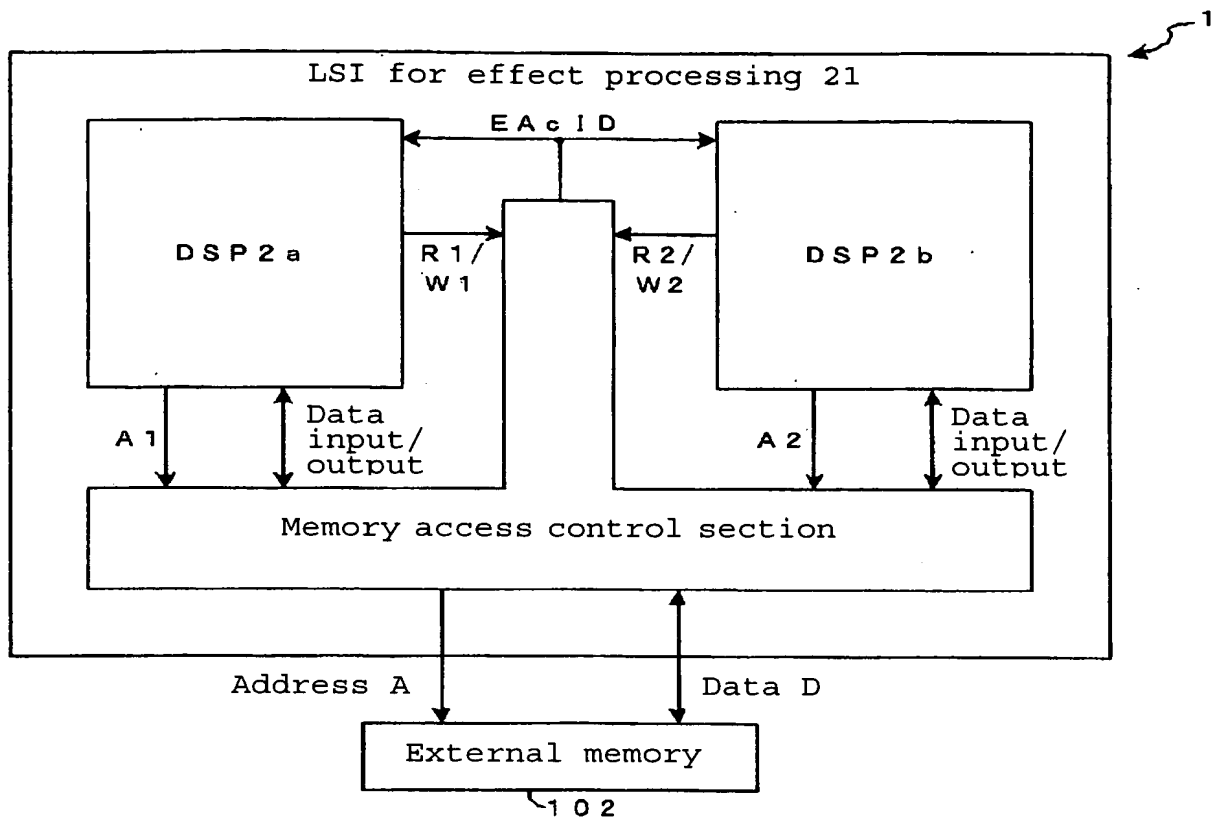 1
LSI for effect processing 21
EAcID
DSP2a
R1/
W1
R2/
W2
DSP2b
A1
Data
input/
output
A2
Data
input/
output
Memory access control section
Address A
Data D
External memory
102